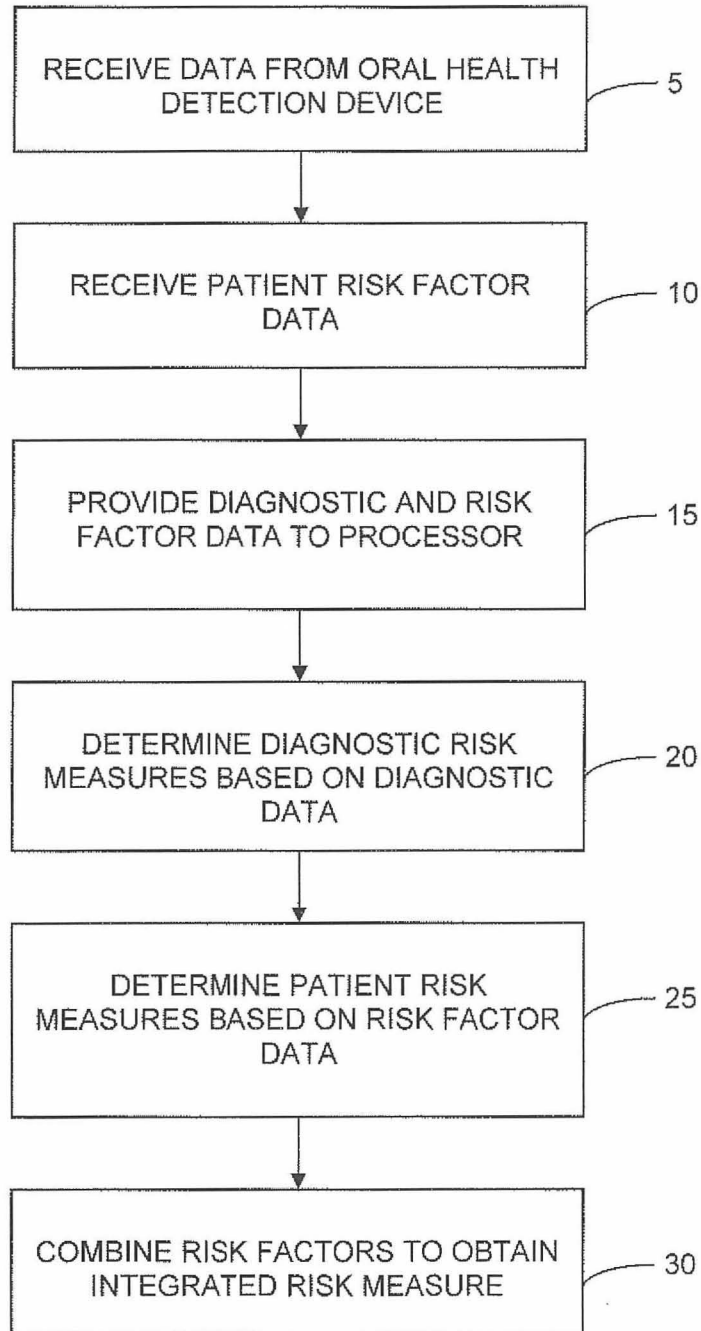 RECEIVE DATA FROM ORAL HEALTH
DETECTION DEVICE
5
RECEIVE PATIENT RISK FACTOR
DATA
10
PROVIDE DIAGNOSTIC AND RISK
FACTOR DATA TO PROCESSOR
15
DETERMINE DIAGNOSTIC RISK
MEASURES BASED ON DIAGNOSTIC
DATA
20
DETERMINE PATIENT RISK
MEASURES BASED ON RISK FACTOR
DATA
25
COMBINE RISK FACTORS TO OBTAIN
INTEGRATED RISK MEASURE
30